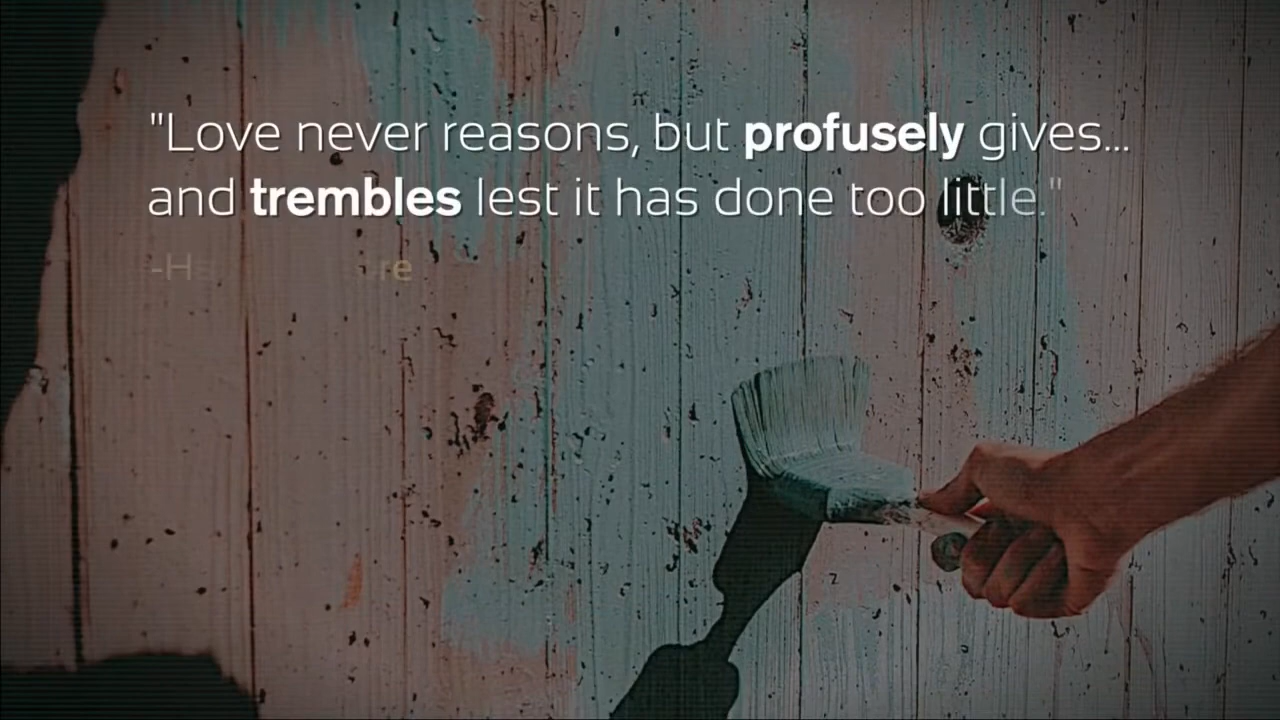 "Love never reasons, but profusely gives...
and trembles lest it has done too little."